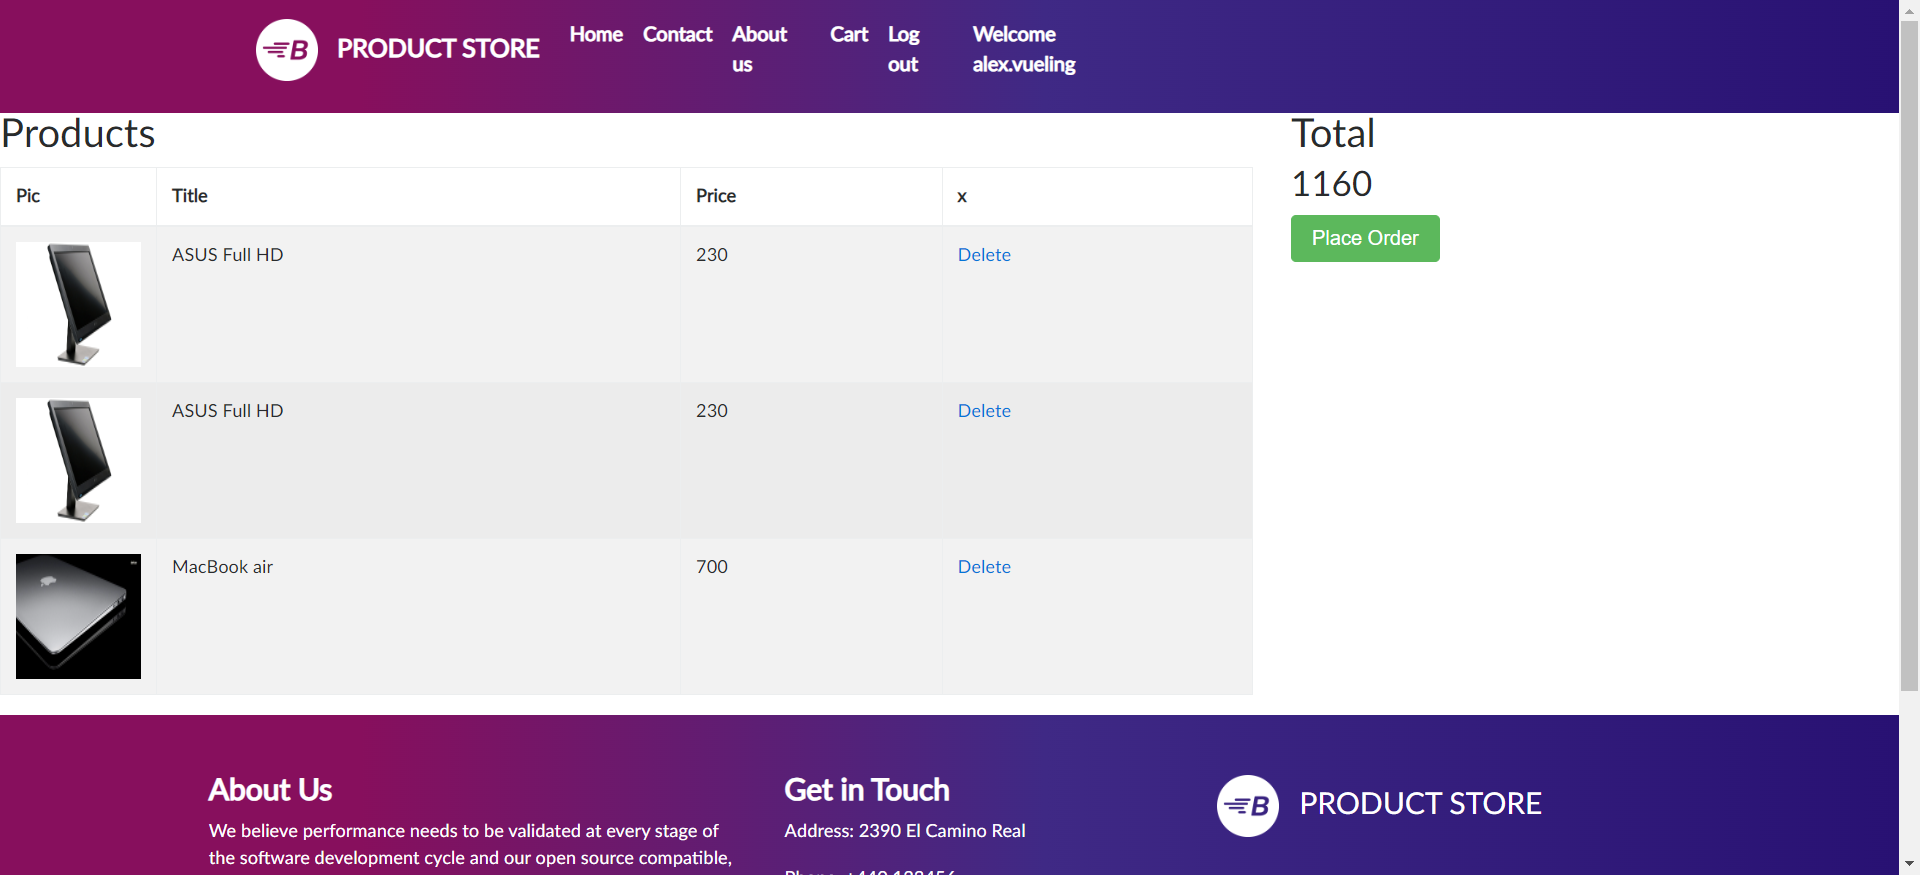 B PRODUCT STORE
Home Contact About us Cart Log out Welcome alex.vueling
Products
Pic Title Price x
ASUS Full HD 230 Delete
ASUS Full HD 230 Delete
MacBook air 700 Delete
Total
1160
Place Order
About Us
We believe performance needs to be validated at every stage of
the software development cycle and our open source compatible,
Get in Touch
Address: 2390 El Camino Real
B PRODUCT STORE